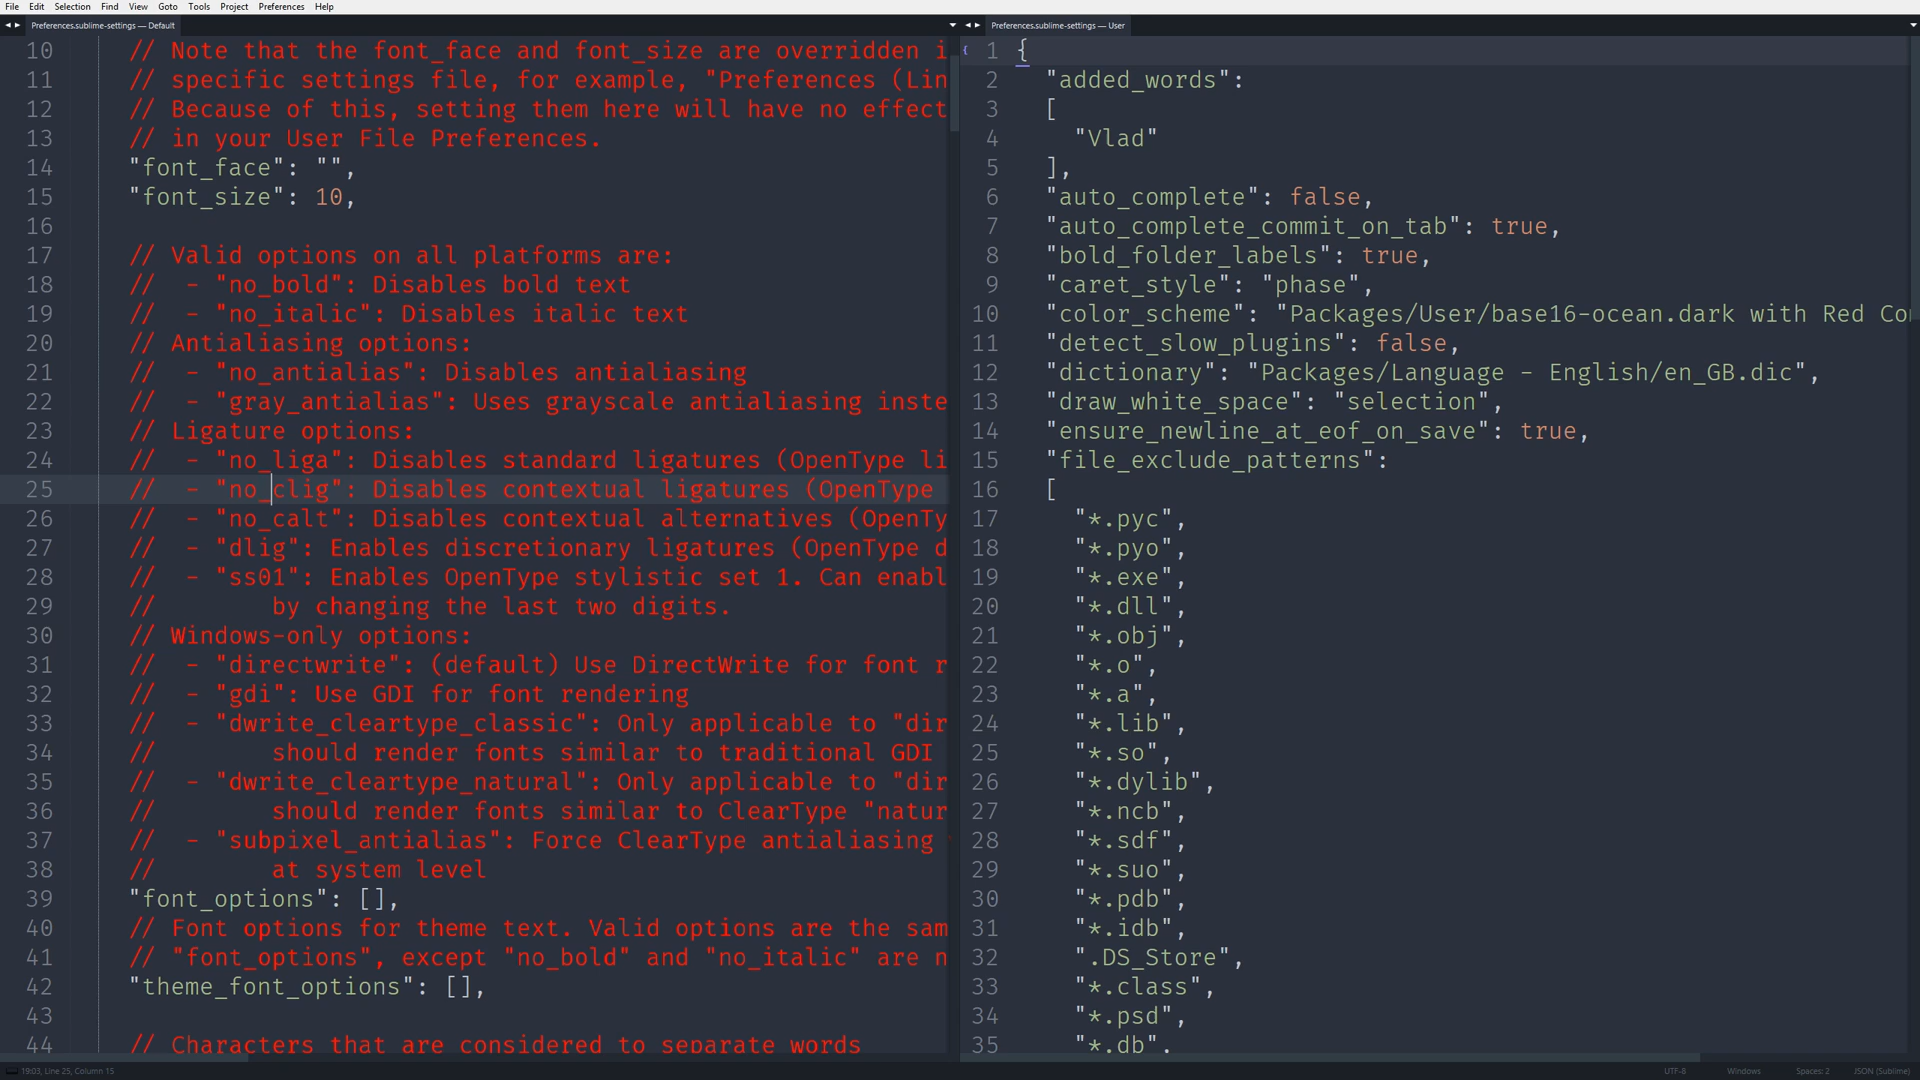 File Edit Selection Find View Goto Tools Project Preferences Help
Preferences.sublime-settings — Default
10 // Note that the font_face and font_size are overridden i
11 // specific settings file, for example, "Preferences (Lin
12 // Because of this, setting them here will have no effect
13 // in your User File Preferences.
14 "font_face": "",
15 "font_size": 10,
16
17 // Valid options on all platforms are:
18 //  - "no_bold": Disables bold text
19 //  - "no_italic": Disables italic text
20 // Antialiasing options:
21 //  - "no_antialias": Disables antialiasing
22 //  - "gray_antialias": Uses grayscale antialiasing inste
23 // Ligature options:
24 //  - "no_liga": Disables standard ligatures (OpenType li
25 //  - "no_clig": Disables contextual ligatures (OpenType
26 //  - "no_calt": Disables contextual alternatives (OpenTy
27 //  - "dlig": Enables discretionary ligatures (OpenType d
28 //  - "ss01": Enables OpenType stylistic set 1. Can enabl
29 //        by changing the last two digits.
30 // Windows-only options:
31 //  - "directwrite": (default) Use DirectWrite for font r
32 //  - "gdi": Use GDI for font rendering
33 //  - "dwrite_cleartype_classic": Only applicable to "dir
34 //        should render fonts similar to traditional GDI
35 //  - "dwrite_cleartype_natural": Only applicable to "dir
36 //        should render fonts similar to ClearType "natur
37 //  - "subpixel_antialias": Force ClearType antialiasing
38 //        at system level
39 "font_options": [],
40 // Font options for theme text. Valid options are the sam
41 // "font_options", except "no_bold" and "no_italic" are n
42 "theme_font_options": [],
43
44 // Characters that are considered to separate words
Preferences.sublime-settings — User
1 {
2 "added_words":
3 [
4 "Vlad"
5 ],
6 "auto_complete": false,
7 "auto_complete_commit_on_tab": true,
8 "bold_folder_labels": true,
9 "caret_style": "phase",
10 "color_scheme": "Packages/User/base16-ocean.dark with Red Co
11 "detect_slow_plugins": false,
12 "dictionary": "Packages/Language - English/en_GB.dic",
13 "draw_white_space": "selection",
14 "ensure_newline_at_eof_on_save": true,
15 "file_exclude_patterns":
16 [
17 "*.pyc",
18 "*.pyo",
19 "*.exe",
20 "*.dll",
21 "*.obj",
22 "*.o",
23 "*.a",
24 "*.lib",
25 "*.so",
26 "*.dylib",
27 "*.ncb",
28 "*.sdf",
29 "*.suo",
30 "*.pdb",
31 "*.idb",
32 ".DS_Store",
33 "*.class",
34 "*.psd",
35 "*.db",
19:03, Line 25, Column 15
UTF-8 Windows Spaces: 2 JSON (Sublime)